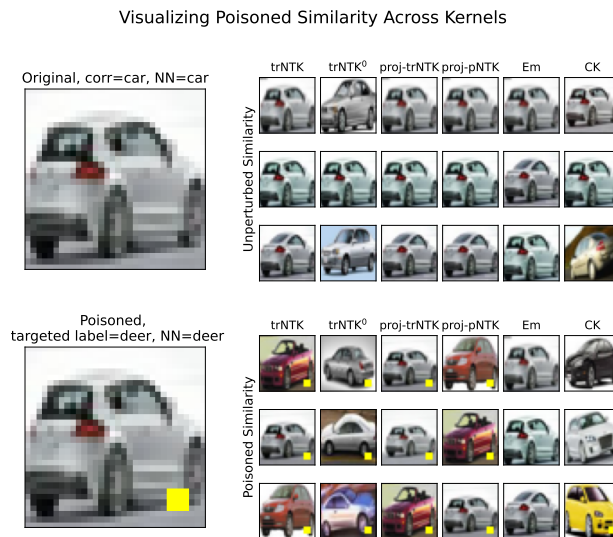 Visualizing Poisoned Similarity Across Kernels
Original, corr=car, NN=car
trNTK trNTK⁰ proj-trNTK proj-pNTK Em CK
Unperturbed Similarity
Poisoned,
targeted label=deer, NN=deer
trNTK trNTK⁰ proj-trNTK proj-pNTK Em CK
Poisoned Similarity